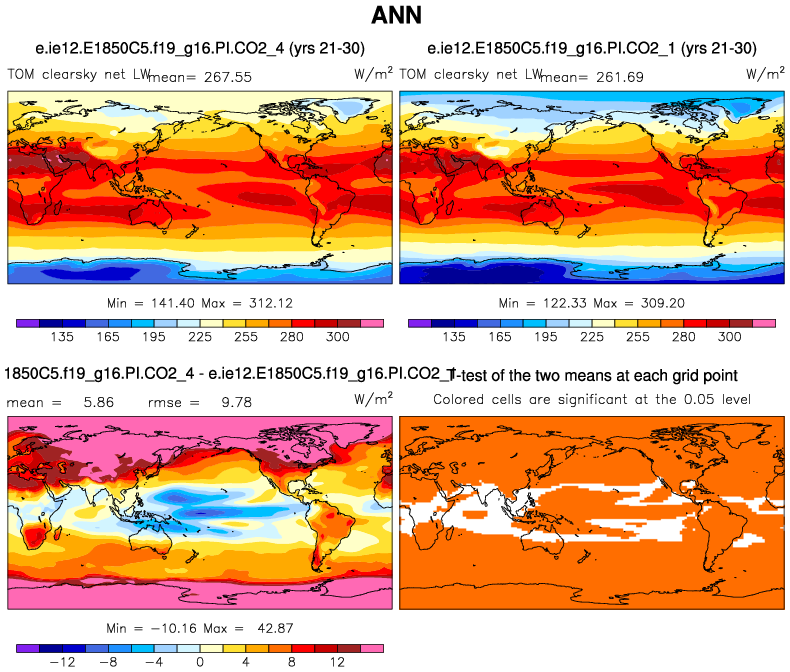 ANN
e.ie12.E1850C5.f19_g16.PI.CO2_4 (yrs 21-30)
TOM clearsky net LW mean= 267.55 W/m²
Min = 141.40 Max = 312.12
135 165 195 225 255 280 300
e.ie12.E1850C5.f19_g16.PI.CO2_1 (yrs 21-30)
TOM clearsky net LW mean= 261.69 W/m²
Min = 122.33 Max = 309.20
135 165 195 225 255 280 300
1850C5.f19_g16.PI.CO2_4 - e.ie12.E1850C5.f19_g16.PI.CO2_
mean = 5.86 rmse = 9.78 W/m²
Min = −10.16 Max = 42.87
−12 −8 −4 0 4 8 12
T-test of the two means at each grid point
Colored cells are significant at the 0.05 level